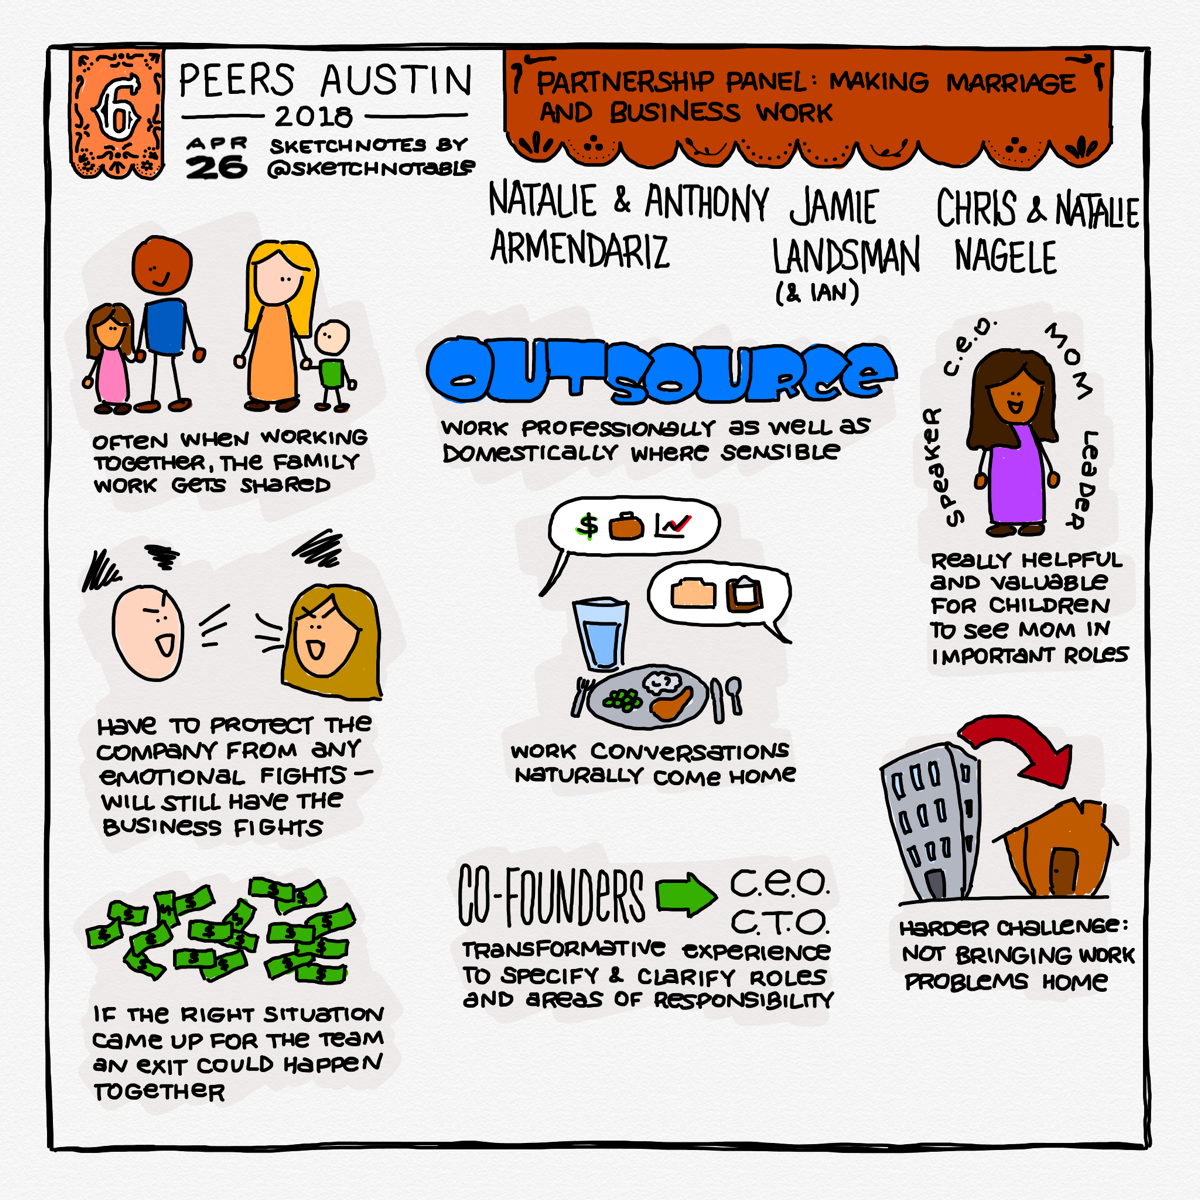 6
PEERS AUSTIN
2018
APR
26
SKETCHNOTES BY
@SKETCHNOTABLE
PARTNERSHIP PANEL: MAKING MARRIAGE
AND BUSINESS WORK
NATALIE & ANTHONY
ARMENDARIZ
JAMIE
LANDSMAN
(& IAN)
CHRIS & NATALIE
NAGELE
OFTEN WHEN WORKING
TOGETHER, THE FAMILY
WORK GETS SHARED
HAVE TO PROTECT THE
COMPANY FROM ANY
EMOTIONAL FIGHTS —
WILL STILL HAVE THE
BUSINESS FIGHTS
IF THE RIGHT SITUATION
CAME UP FOR THE TEAM
AN EXIT COULD HAPPEN
TOGETHER
OUTSOURCE
WORK PROFESSIONALLY AS WELL AS
DOMESTICALLY WHERE SENSIBLE
$
WORK CONVERSATIONS
NATURALLY COME HOME
CO-FOUNDERS
C.E.O.
C.T.O.
TRANSFORMATIVE EXPERIENCE
TO SPECIFY & CLARIFY ROLES
AND AREAS OF RESPONSIBILITY
C.E.O.
MOM
SPEAKER
LEADER
REALLY HELPFUL
AND VALUABLE
FOR CHILDREN
TO SEE MOM IN
IMPORTANT ROLES
HARDER CHALLENGE:
NOT BRINGING WORK
PROBLEMS HOME